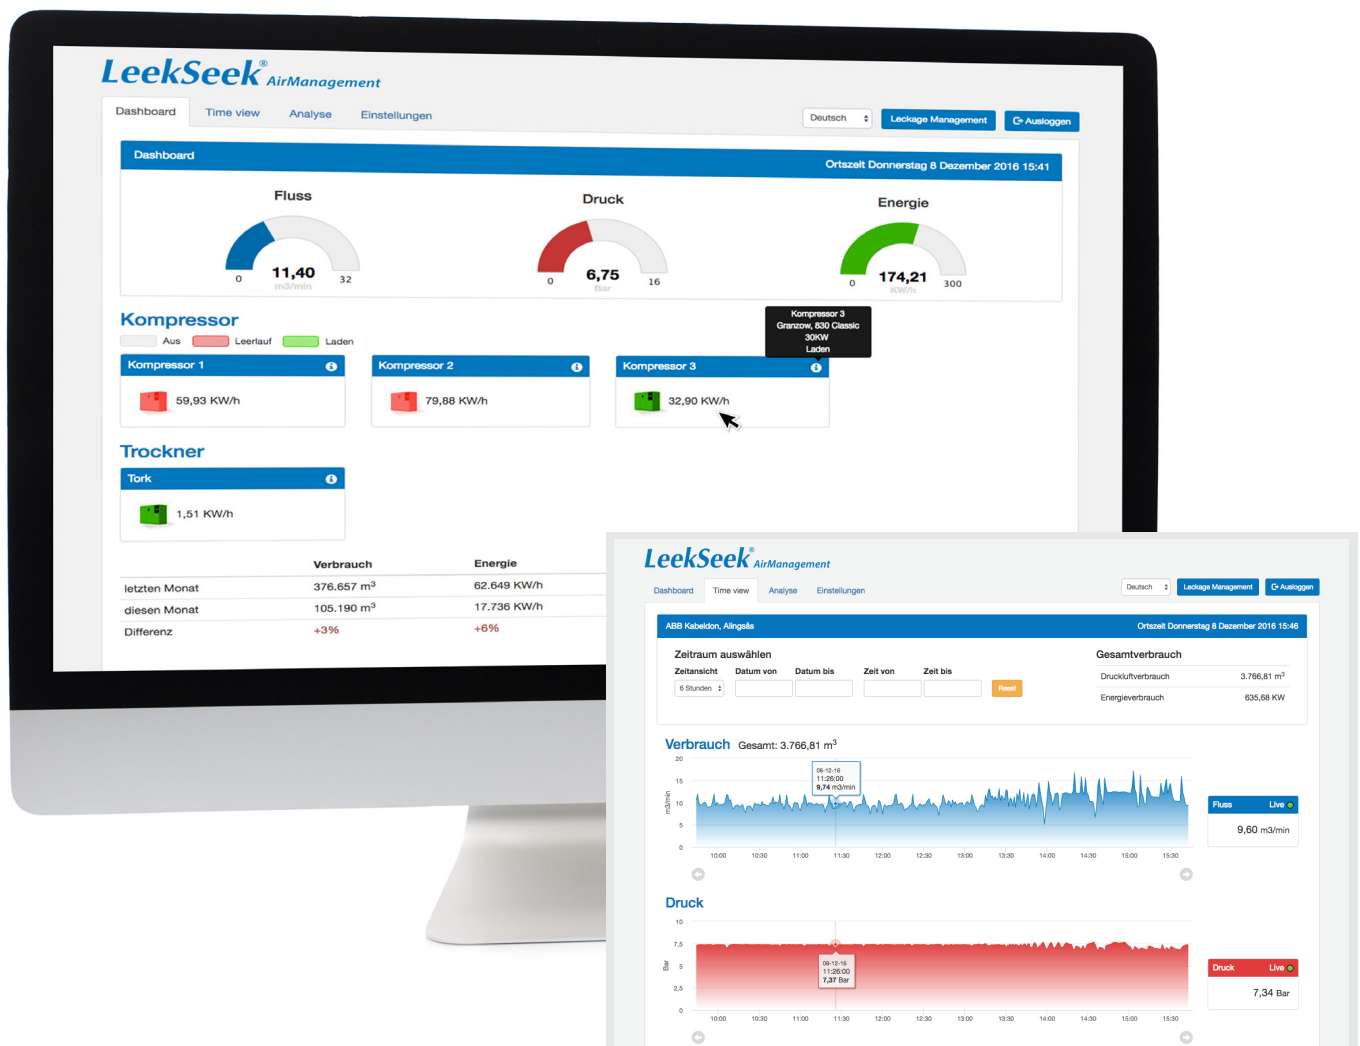 LeekSeek® AirManagement
Dashboard Time view Analyse Einstellungen
Deutsch Leckage Management Ausloggen
Dashboard Ortszeit Donnerstag 8 Dezember 2016 15:41
Fluss Druck Energie
11,40 6,75 174,21
0 32 0 16 0 300
m3/min Bar KW/h
Kompressor 3
Granzow, 830 Classic
30KW
Laden
Kompressor
Aus Leerlauf Laden
Kompressor 1 Kompressor 2 Kompressor 3
59,93 KW/h 79,88 KW/h 32,90 KW/h
Trockner
Tork
1,51 KW/h
Verbrauch Energie
letzten Monat 376.657 m³ 62.649 KW/h
diesen Monat 105.190 m³ 17.736 KW/h
Differenz +3% +6%
LeekSeek® AirManagement
Dashboard Time view Analyse Einstellungen
Deutsch Leckage Management Ausloggen
ABB Kabeldon, Alingsås Ortszeit Donnerstag 8 Dezember 2016 15:46
Zeitraum auswählen Gesamtverbrauch
Zeitansicht Datum von Datum bis Zeit von Zeit bis
6 Stunden Reset
Druckluftverbrauch 3.766,81 m³
Energieverbrauch 635,68 KW
Verbrauch Gesamt: 3.766,81 m³
20
15
10
5
0
m3/min
08-12-16
11:26:00
9,74 m3/min
10:00 10:30 11:00 11:30 12:00 12:30 13:00 13:30 14:00 14:30 15:00 15:30
Fluss Live
9,60 m3/min
Druck
10
7,5
5
2,5
0
Bar
08-12-16
11:26:00
7,37 Bar
10:00 10:30 11:00 11:30 12:00 12:30 13:00 13:30 14:00 14:30 15:00 15:30
Druck Live
7,34 Bar